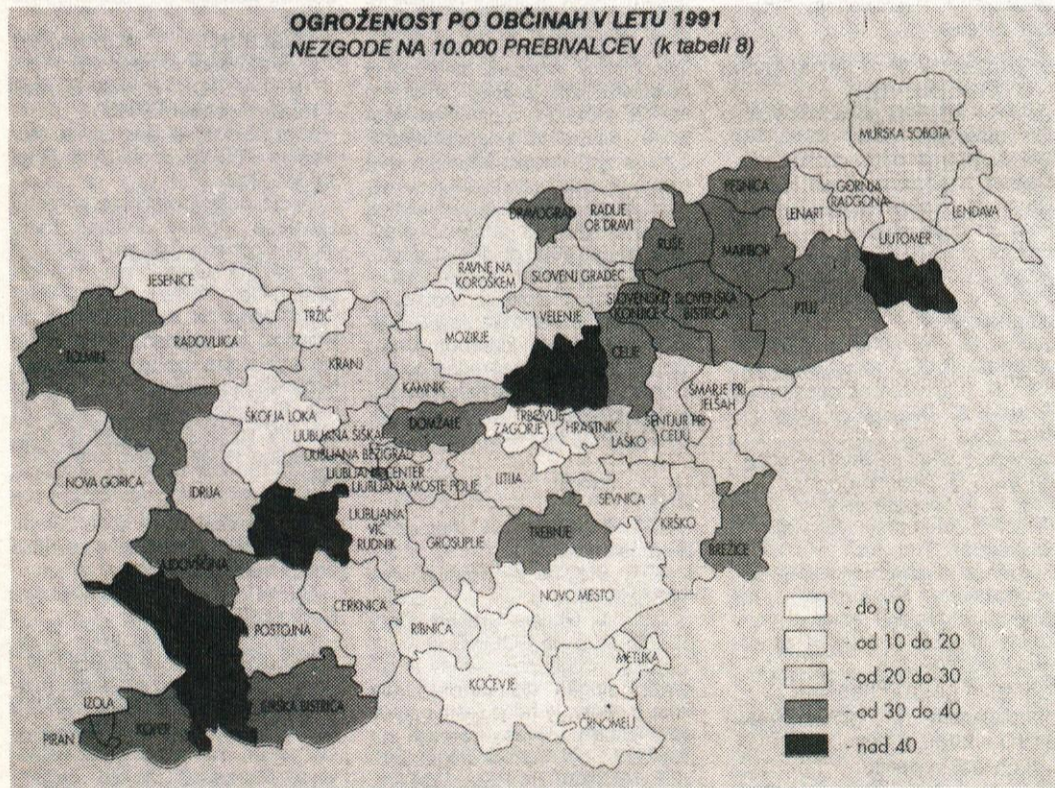 OGROŽENOST PO OBČINAH V LETU 1991
NEZGODE NA 10.000 PREBIVALCEV (k tabeli 8)
MURSKA SOBOTA
PESNICA
GORNJA
RADGONA
LENART
LENDAVA
DRAVOGRAD
RADLJE
OB DRAVI
RUŠE
MARIBOR
LJUTOMER
RAVNE NA
KOROŠKEM
SLOVENJ GRADEC
JESENICE
SLOVENSKE
KONJICE
SLOVENSKA
BISTRICA
PTUJ
TRŽIČ
VELENJE
MOZIRJE
RADOVLJICA
TOLMIN
KRANJ
CELJE
KAMNIK
ŠMARJE PRI
JELŠAH
ŠKOFJA LOKA
DOMŽALE
TRBOVLJE
ZAGORJE
HRASTNIK
ŠENTJUR PRI
CELJU
LJUBLJANA ŠIŠKA
LAŠKO
LJUBLJANA BEŽIGRAD
LJUBLJANA CENTER
LJUBLJANA MOSTE POLJE
LITIJA
NOVA GORICA
IDRIJA
SEVNICA
LJUBLJANA
VIČ
RUDNIK
GROSUPLJE
TREBNJE
KRŠKO
BREŽICE
AJDOVŠČINA
CERKNICA
NOVO MESTO
POSTOJNA
RIBNICA
METLIKA
KOČEVJE
IZOLA
ILIRSKA BISTRICA
ČRNOMELJ
KOPER
PIRAN
- do 10
- od 10 do 20
- od 20 do 30
- od 30 do 40
- nad 40